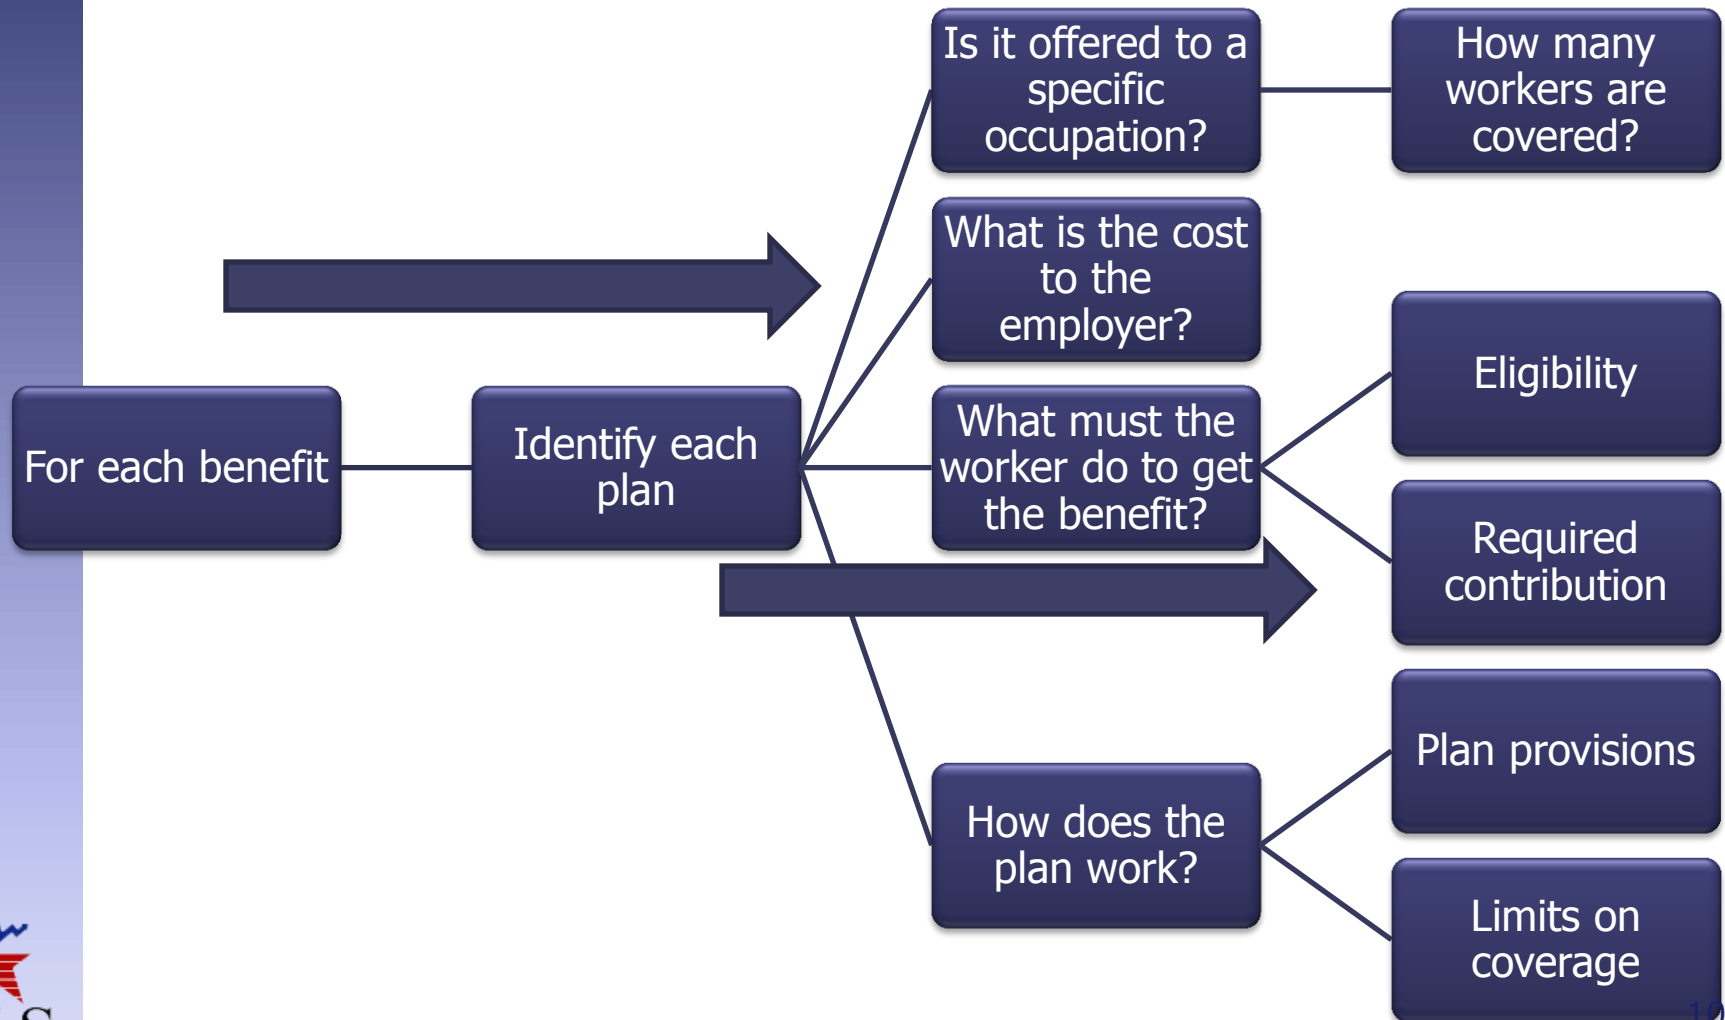 For each benefit
Identify each
plan
Is it offered to a
specific
occupation?
How many
workers are
covered?
What is the cost
to the
employer?
What must the
worker do to get
the benefit?
Eligibility
Required
contribution
How does the
plan work?
Plan provisions
Limits on
coverage
10